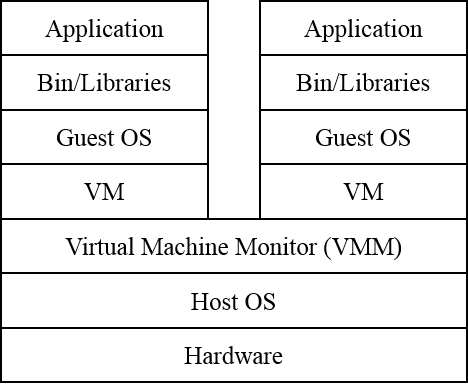 Application
Application
Bin/Libraries
Bin/Libraries
Guest OS
Guest OS
VM
VM
Virtual Machine Monitor (VMM)
Host OS
Hardware